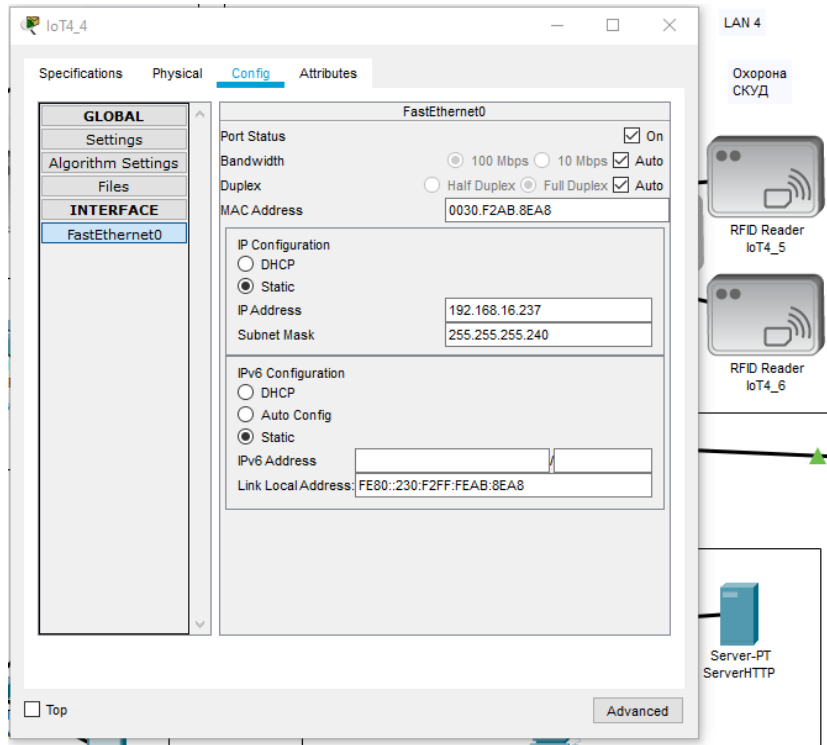 IoT4_4
Specifications Physical Config Attributes
GLOBAL
Settings
Algorithm Settings
Files
INTERFACE
FastEthernet0
FastEthernet0
Port Status On
Bandwidth 100 Mbps 10 Mbps Auto
Duplex Half Duplex Full Duplex Auto
MAC Address 0030.F2AB.8EA8
IP Configuration
DHCP
Static
IP Address 192.168.16.237
Subnet Mask 255.255.255.240
IPv6 Configuration
DHCP
Auto Config
Static
IPv6 Address /
Link Local Address: FE80::230:F2FF:FEAB:8EA8
Top Advanced
LAN 4
Охорона
СКУД
RFID Reader
IoT4_5
RFID Reader
IoT4_6
Server-PT
ServerHTTP